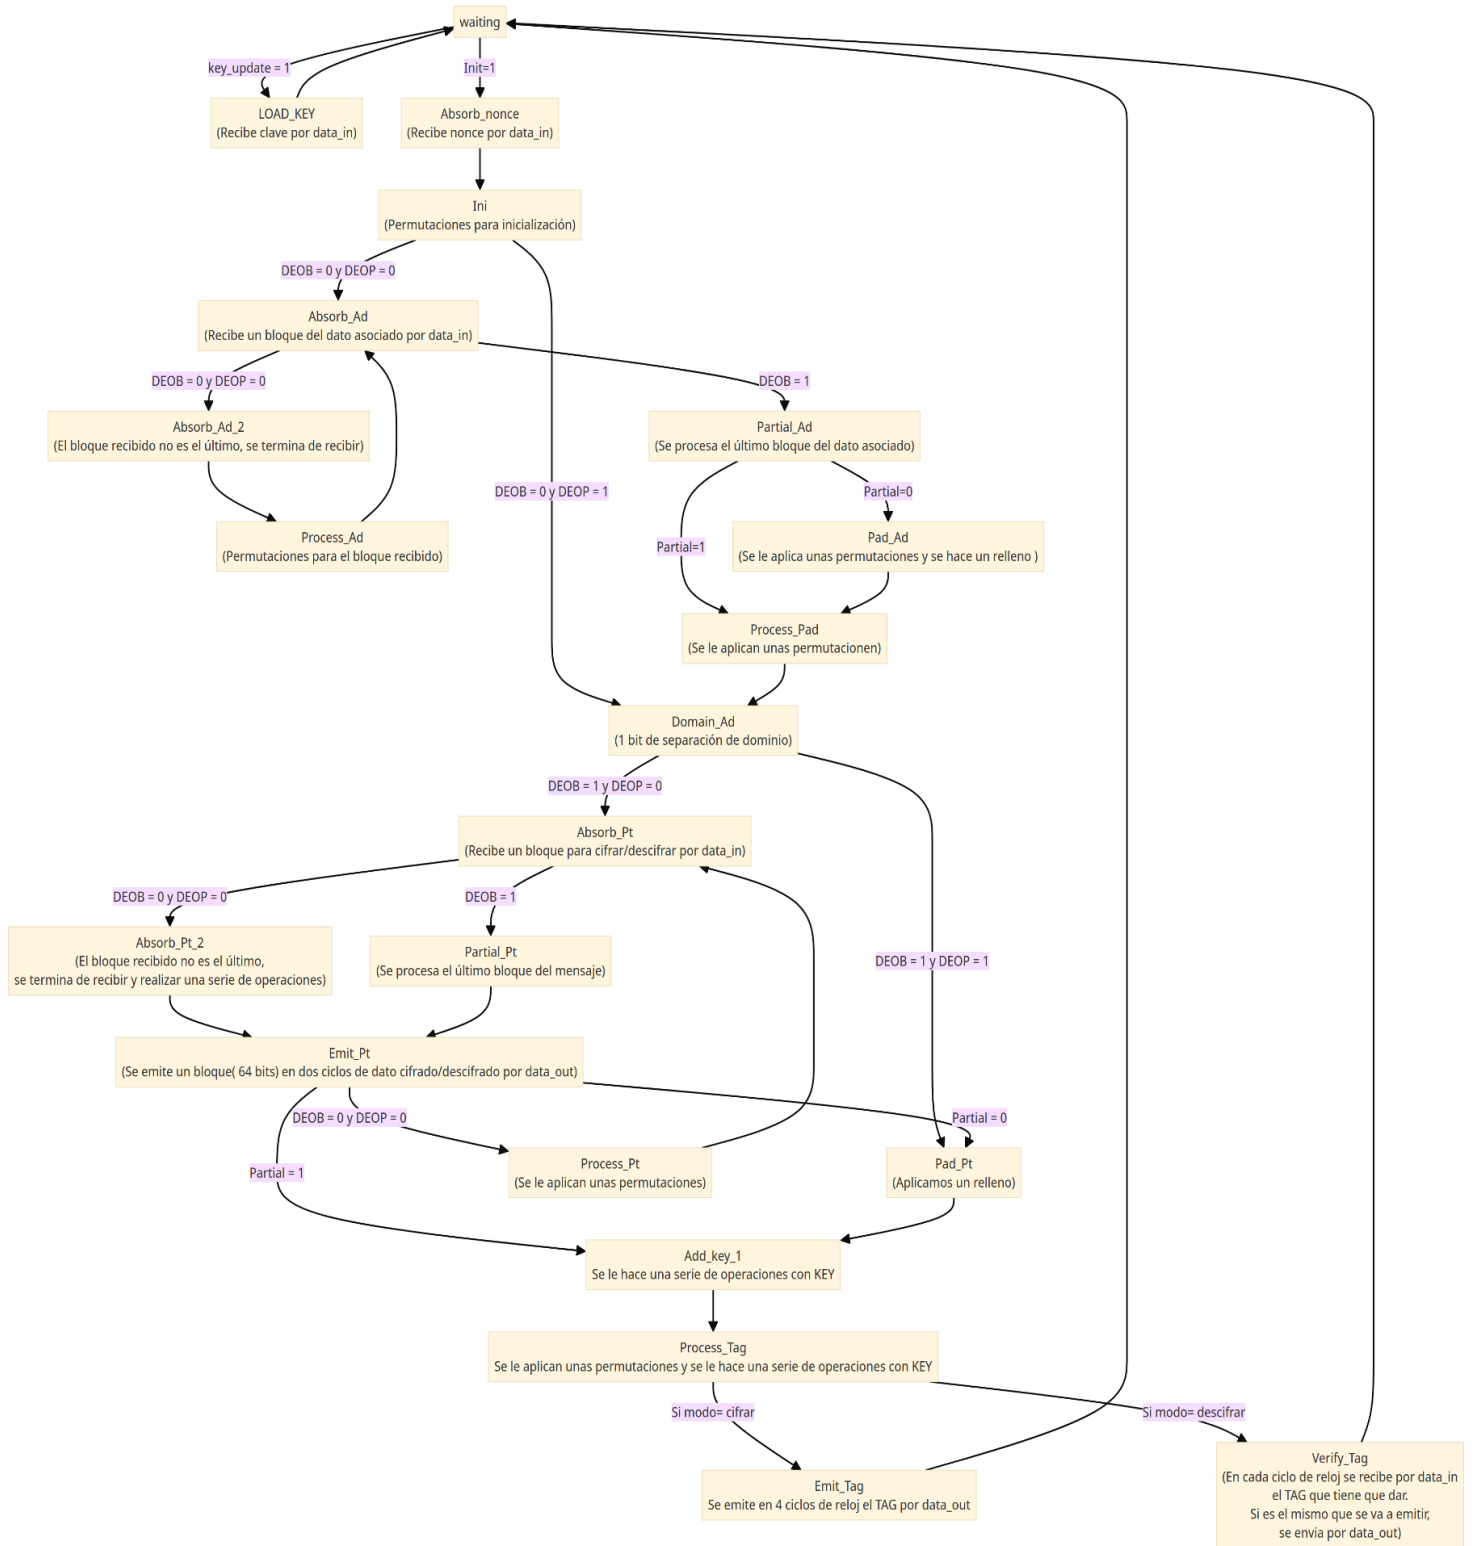 waiting
key_update = 1
Init=1
LOAD_KEY
(Recibe clave por data_in)
Absorb_nonce
(Recibe nonce por data_in)
Ini
(Permutaciones para inicialización)
DEOB = 0 y DEOP = 0
Absorb_Ad
(Recibe un bloque del dato asociado por data_in)
DEOB = 0 y DEOP = 0
DEOB = 1
Absorb_Ad_2
(El bloque recibido no es el último, se termina de recibir)
Partial_Ad
(Se procesa el último bloque del dato asociado)
DEOB = 0 y DEOP = 1
Partial=0
Process_Ad
(Permutaciones para el bloque recibido)
Partial=1
Pad_Ad
(Se le aplica unas permutaciones y se hace un relleno )
Process_Pad
(Se le aplican unas permutacionen)
Domain_Ad
(1 bit de separación de dominio)
DEOB = 1 y DEOP = 0
Absorb_Pt
(Recibe un bloque para cifrar/descifrar por data_in)
DEOB = 0 y DEOP = 0
DEOB = 1
Absorb_Pt_2
(El bloque recibido no es el último,
se termina de recibir y realizar una serie de operaciones)
Partial_Pt
(Se procesa el último bloque del mensaje)
DEOB = 1 y DEOP = 1
Emit_Pt
(Se emite un bloque( 64 bits) en dos ciclos de dato cifrado/descifrado por data_out)
DEOB = 0 y DEOP = 0
Partial = 0
Partial = 1
Process_Pt
(Se le aplican unas permutaciones)
Pad_Pt
(Aplicamos un relleno)
Add_key_1
Se le hace una serie de operaciones con KEY
Process_Tag
Se le aplican unas permutaciones y se le hace una serie de operaciones con KEY
Si modo= cifrar
Si modo= descifrar
Emit_Tag
Se emite en 4 ciclos de reloj el TAG por data_out
Verify_Tag
(En cada ciclo de reloj se recibe por data_in
el TAG que tiene que dar.
Si es el mismo que se va a emitir,
se envia por data_out)